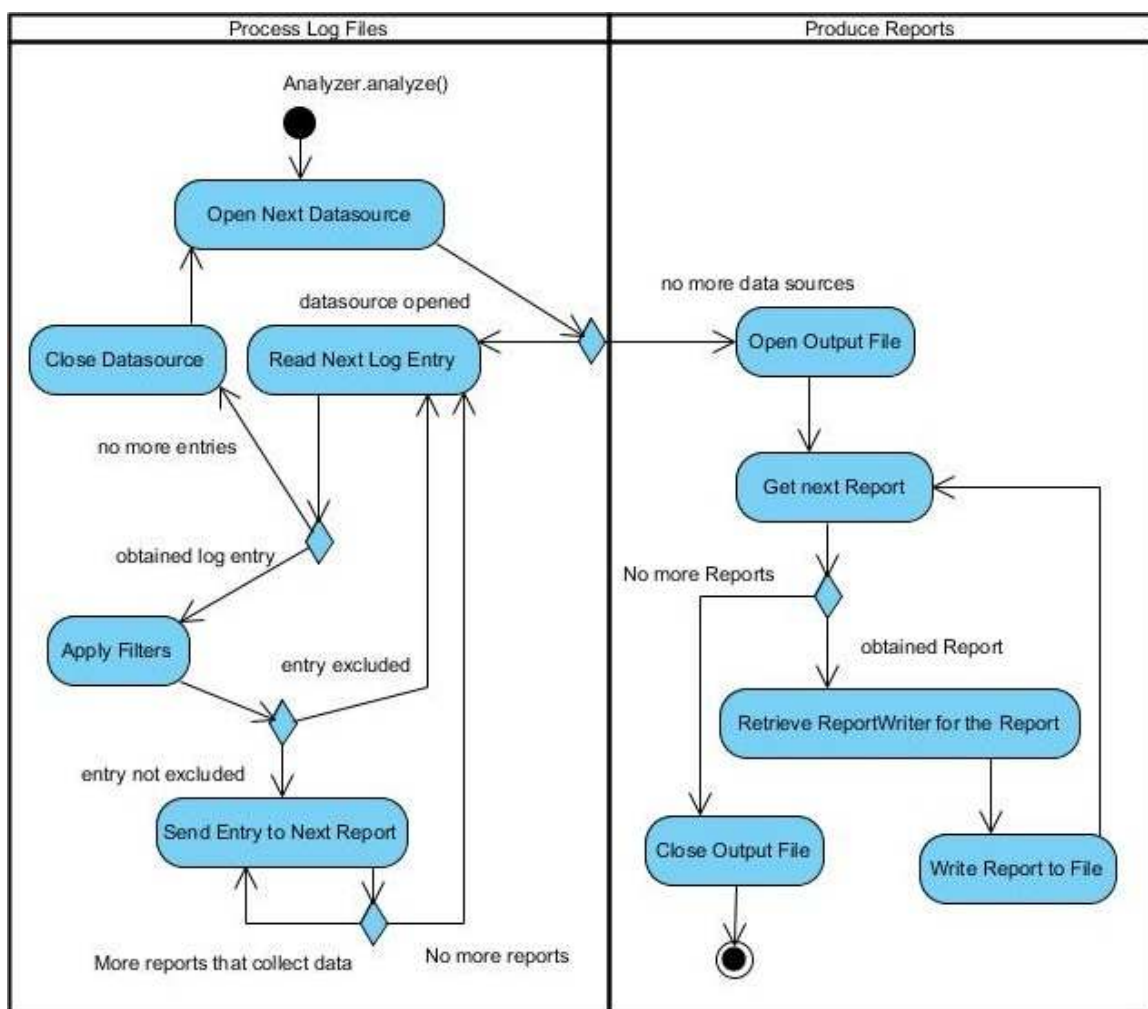 Process Log Files
Produce Reports
Analyzer.analyze()
Open Next Datasource
datasource opened
no more data sources
Close Datasource
Read Next Log Entry
Open Output File
no more entries
Get next Report
obtained log entry
No more Reports
Apply Filters
entry excluded
obtained Report
Retrieve ReportWriter for the Report
entry not excluded
Send Entry to Next Report
Close Output File
Write Report to File
More reports that collect data
No more reports